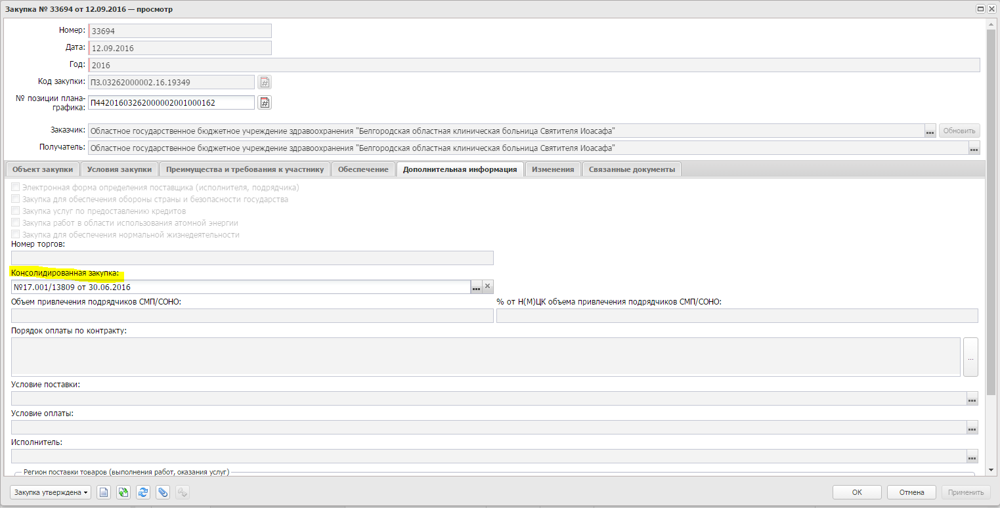 Закупка № 33694 от 12.09.2016 — просмотр
Номер: 33694
Дата: 12.09.2016
Год: 2016
Код закупки: П3.03262000002.16.19349
№ позиции плана-
графика: П44201603262000002001000162
Заказчик: Областное государственное бюджетное учреждение здравоохранения "Белгородская областная клиническая больница Святителя Иоасафа" ... Обновить
Получатель: Областное государственное бюджетное учреждение здравоохранения "Белгородская областная клиническая больница Святителя Иоасафа" ...
Объект закупки Условия закупки Преимущества и требования к участнику Обеспечение Дополнительная информация Изменения Связанные документы
Электронная форма определения поставщика (исполнителя, подрядчика)
Закупка для обеспечения обороны страны и безопасности государства
Закупка услуг по предоставлению кредитов
Закупка работ в области использования атомной энергии
Закупка для обеспечения нормальной жизнедеятельности
Номер торгов:
Консолидированная закупка:
№17.001/13809 от 30.06.2016 ...
Объем привлечения подрядчиков СМП/СОНО: % от Н(М)ЦК объема привлечения подрядчиков СМП/СОНО:
Порядок оплаты по контракту:
...
Условие поставки:
...
Условие оплаты:
...
Исполнитель:
...
Регион поставки товаров (выполнения работ, оказания услуг)
Закупка утверждена OK Отмена Применить